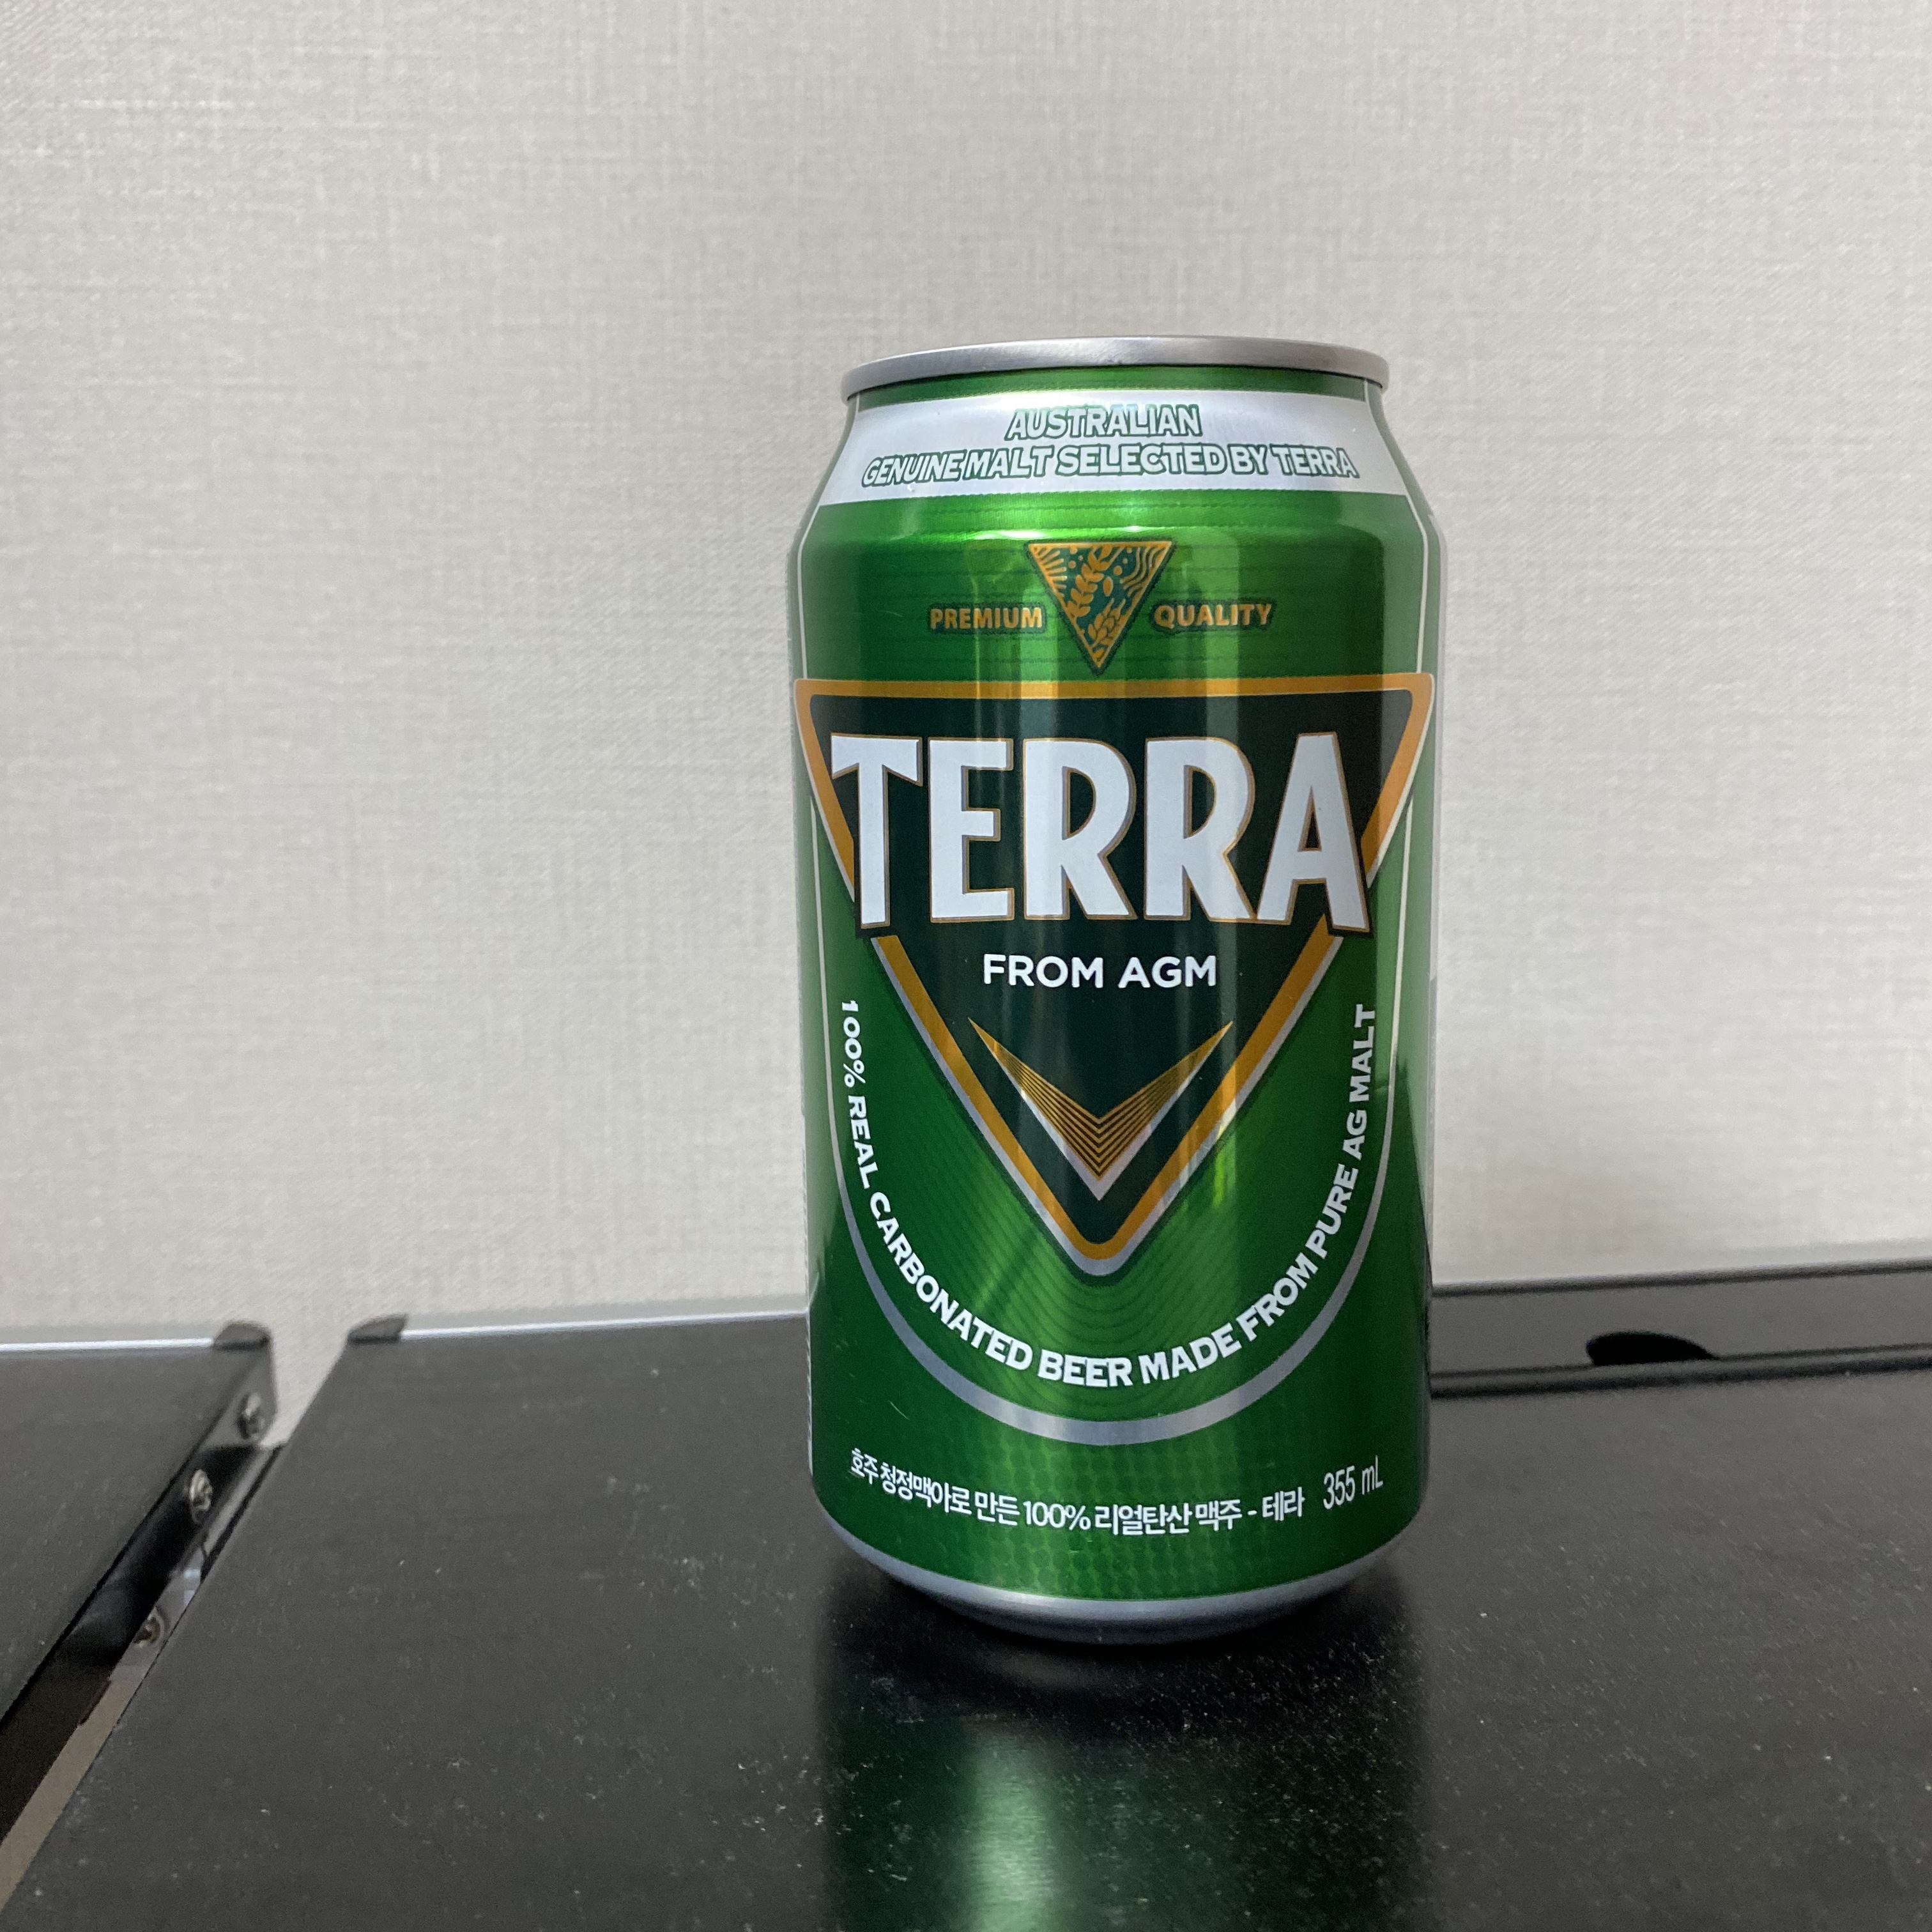 AUSTRALIAN
GENUINE MALT SELECTED BY TERRA
PREMIUM QUALITY
TERRA
FROM AGM
100% REAL CARBONATED BEER MADE FROM PURE AG MALT
호주 청정맥아로 만든 100% 리얼탄산 맥주 - 테라 355 mL